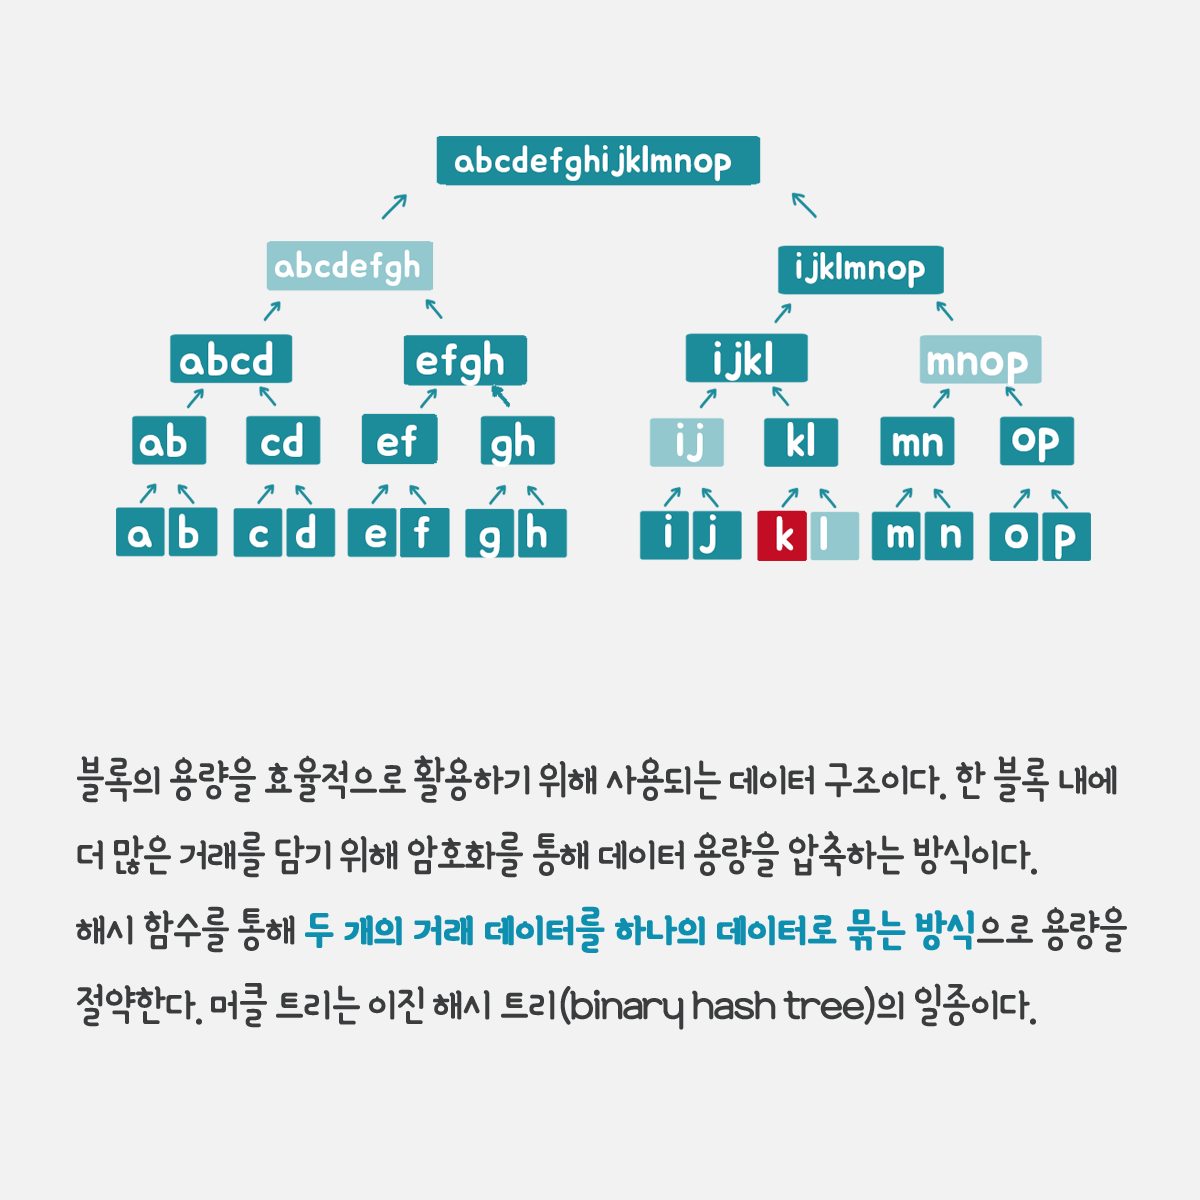 abcdefghijklmnop
abcdefgh ijklmnop
abcd efgh ijkl mnop
ab cd ef gh ij kl mn op
a b c d e f g h i j k l m n o p
블록의 용량을 효율적으로 활용하기 위해 사용되는 데이터 구조이다. 한 블록 내에
더 많은 거래를 담기 위해 암호화를 통해 데이터 용량을 압축하는 방식이다.
해시 함수를 통해 두 개의 거래 데이터를 하나의 데이터로 묶는 방식으로 용량을
절약한다. 머클 트리는 이진 해시 트리(binary hash tree)의 일종이다.